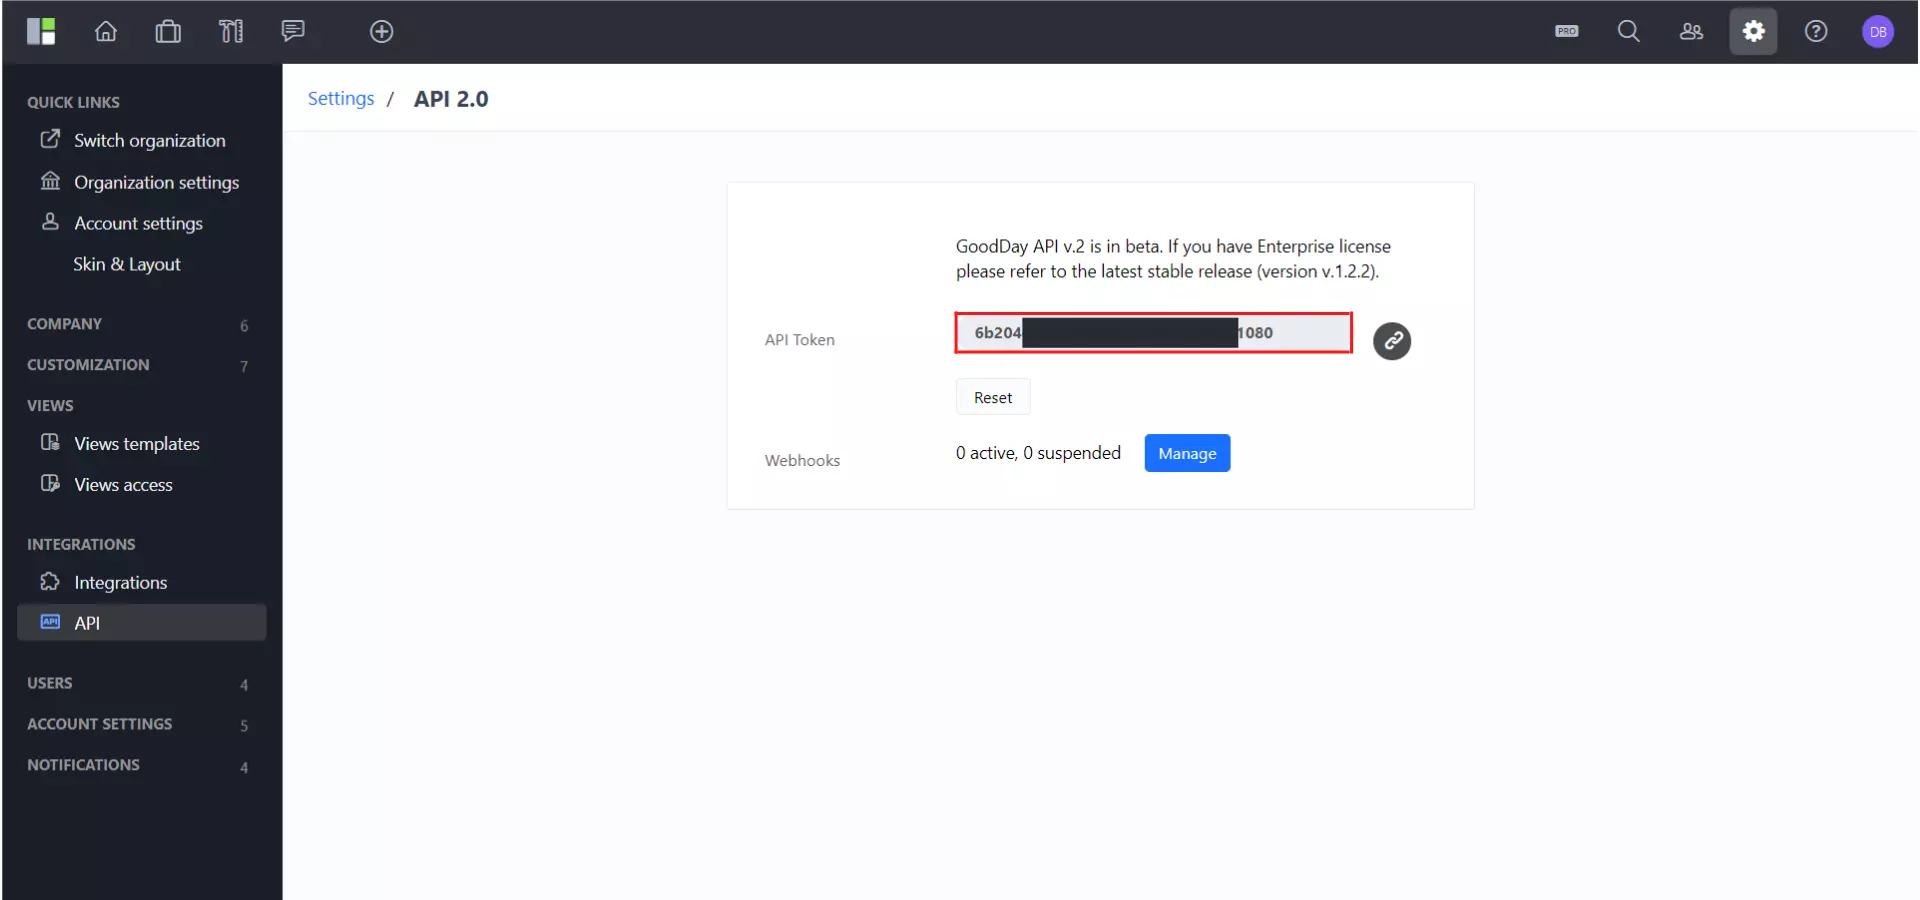 PRO
DB
QUICK LINKS
Switch organization
Organization settings
Account settings
Skin & Layout
COMPANY 6
CUSTOMIZATION 7
VIEWS
Views templates
Views access
INTEGRATIONS
Integrations
API API
USERS 4
ACCOUNT SETTINGS 5
NOTIFICATIONS 4
Settings / API 2.0
GoodDay API v.2 is in beta. If you have Enterprise license
please refer to the latest stable release (version v.1.2.2).
API Token 6b204 1080
Reset
Webhooks 0 active, 0 suspended Manage